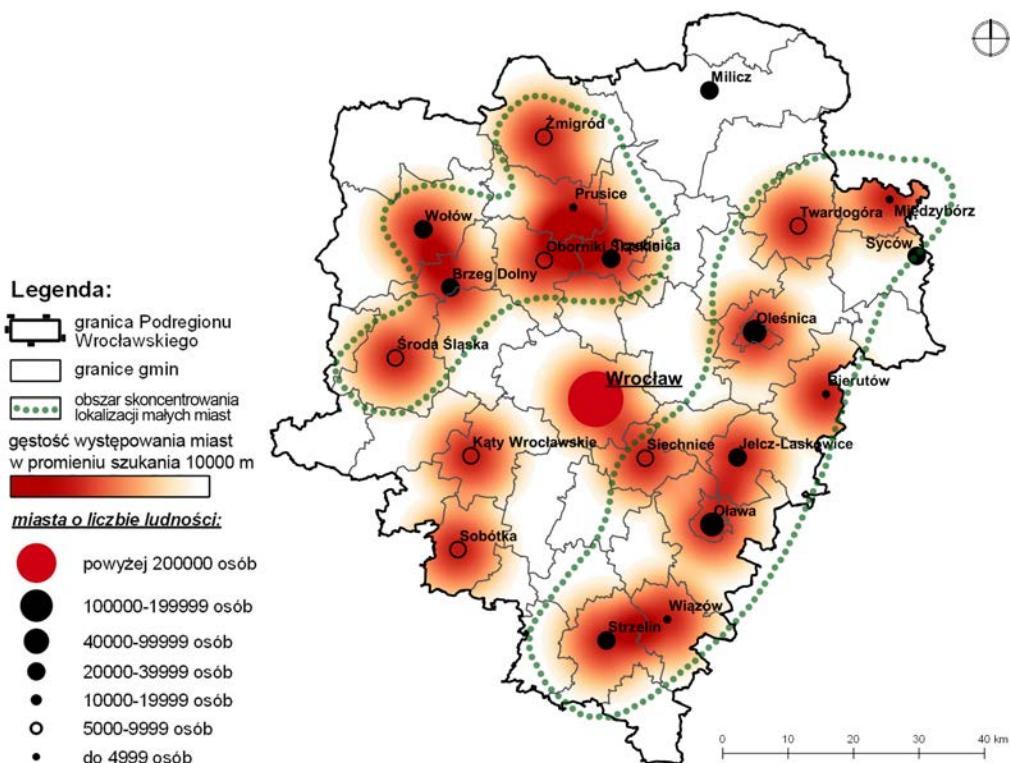 Milicz
Żmigród
Prusice
Wołów
Oborniki Śląskie
Trzebnica
Brzeg Dolny
Twardogóra
Międzybórz
Syców
Środa Śląska
Oleśnica
Wrocław
Bierutów
Kąty Wrocławskie
Siechnice
Jelcz-Laskowice
Oława
Sobótka
Wiązów
Strzelin
Legenda:
granica Podregionu
Wrocławskiego
granice gmin
obszar skoncentrowania
lokalizacji małych miast
gęstość występowania miast
w promieniu szukania 10000 m
miasta o liczbie ludności:
powyżej 200000 osób
100000-199999 osób
40000-99999 osób
20000-39999 osób
10000-19999 osób
5000-9999 osób
do 4999 osób
0 10 20 30 40 km